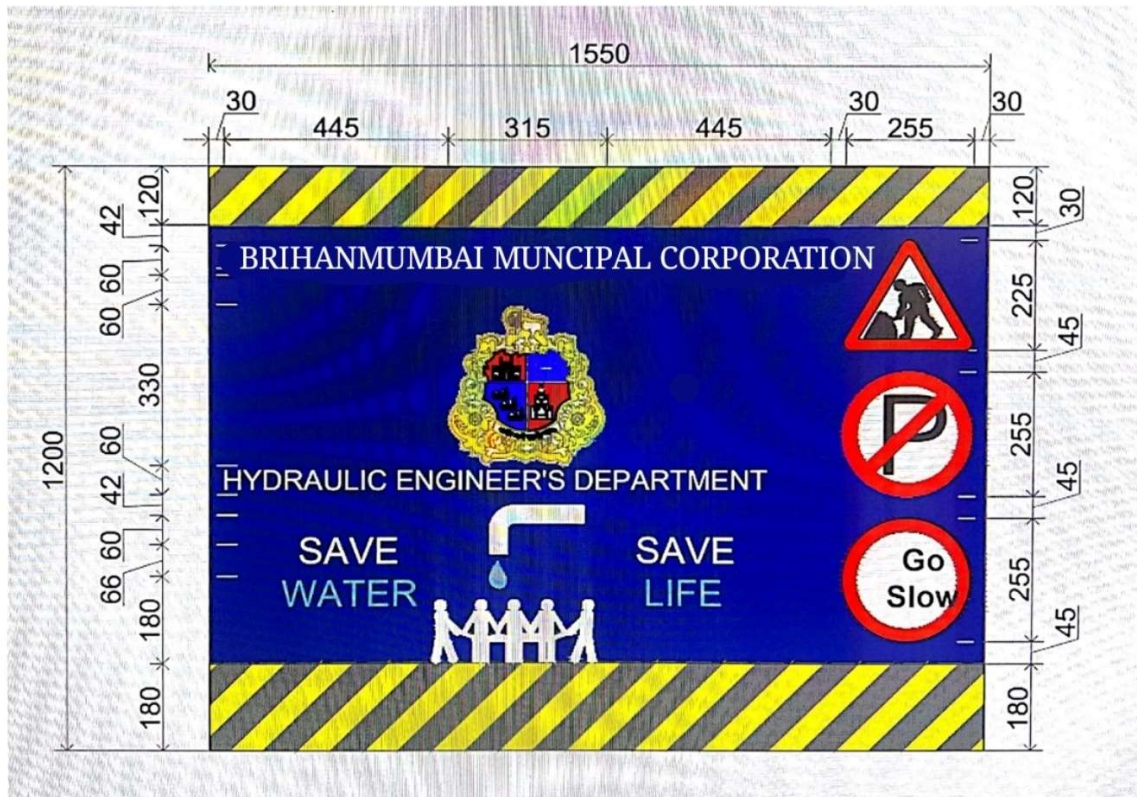 1550
30 445 315 445 30 255 30
1200
120
42
60
60
330
60
42
60
66
180
180
BRIHANMUMBAI MUNCIPAL CORPORATION
HYDRAULIC ENGINEER'S DEPARTMENT
SAVE
WATER
SAVE
LIFE
P
Go
Slow
120
30
225
45
255
45
255
45
180